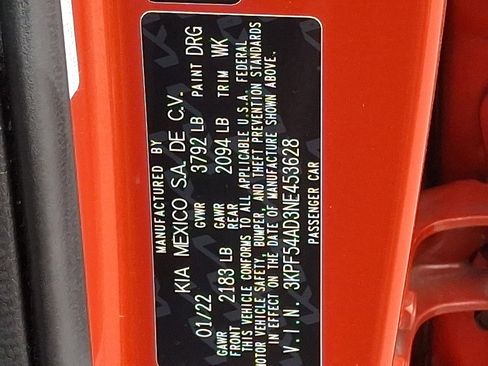 MANUFACTURED BY
KIA MEXICO S.A. DE C.V.
01/22 GVWR 3792 LB PAINT DRG
GAWR FRONT 2183 LB GAWR REAR 2094 LB TRIM WK
THIS VEHICLE CONFORMS TO ALL APPLICABLE U.S.A. FEDERAL
MOTOR VEHICLE SAFETY, BUMPER, AND THEFT PREVENTION STANDARDS
IN EFFECT ON THE DATE OF MANUFACTURE SHOWN ABOVE.
V.I.N. 3KPF54AD3NE453628
PASSENGER CAR